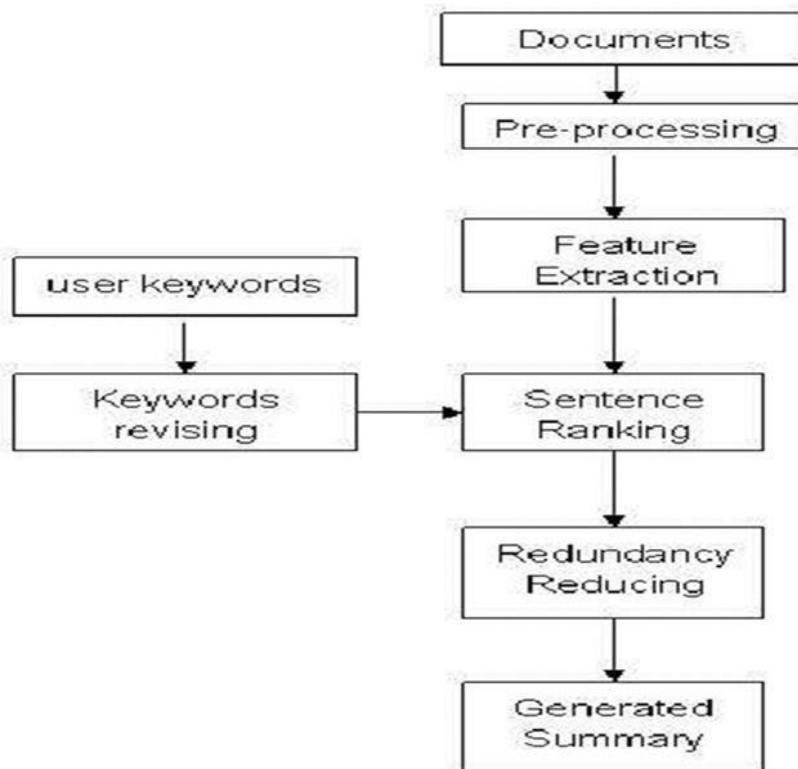 Documents
Pre-processing
Feature
Extraction
user keywords
Keywords
revising
Sentence
Ranking
Redundancy
Reducing
Generated
Summary